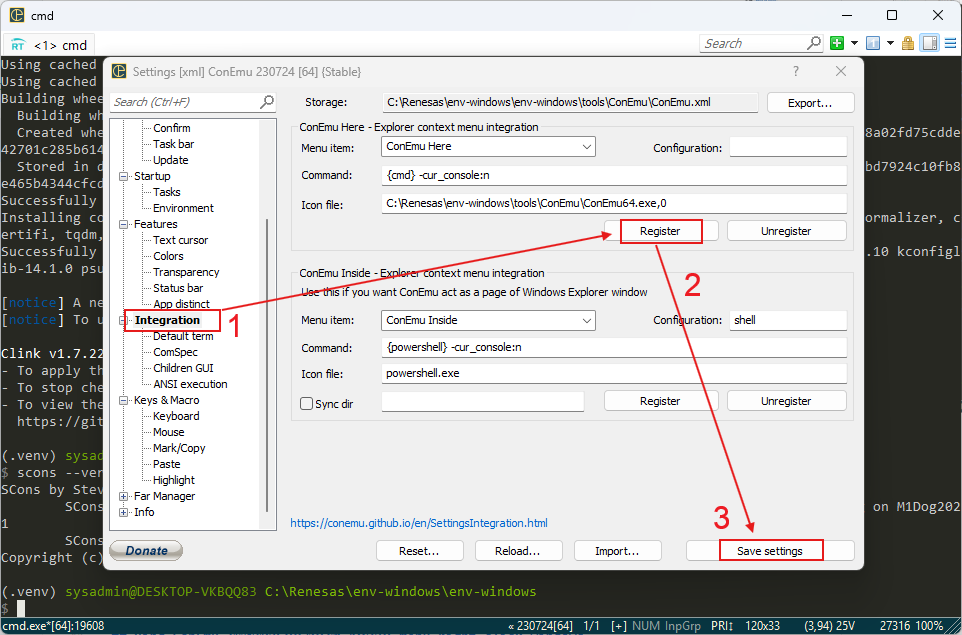 cmd
RT <1> cmd
Search
Using cached
Using cached
Building whee
Building wh
Created whe
8a02fd75cdde
42701c285b614
Stored in d
bd7924c10fb8
e465b4344cfcd
Successfully
Installing co
ormalizer, c
ertifi, tqdm,
Successfully
.10 kconfigl
ib-14.1.0 psu
[notice] A ne
[notice] To u
Clink v1.7.22
- To apply th
- To stop che
- To view the
https://git
(.venv) sysad
$ scons --ver
SCons by Stev
SCons
on M1Dog202
1
SCons
Copyright (c)
(.venv) sysadmin@DESKTOP-VKBQQ83 C:\Renesas\env-windows\env-windows
$
Settings [xml] ConEmu 230724 [64] {Stable}
?
Search (Ctrl+F)
Confirm
Task bar
Update
Startup
Tasks
Environment
Features
Text cursor
Colors
Transparency
Status bar
App distinct
Integration
Default term
ComSpec
Children GUI
ANSI execution
Keys & Macro
Keyboard
Mouse
Mark/Copy
Paste
Highlight
Far Manager
Info
Storage: C:\Renesas\env-windows\env-windows\tools\ConEmu\ConEmu.xml Export...
ConEmu Here - Explorer context menu integration
Menu item: ConEmu Here Configuration:
Command: {cmd} -cur_console:n
Icon file: C:\Renesas\env-windows\tools\ConEmu\ConEmu64.exe,0
Register Unregister
ConEmu Inside - Explorer context menu integration
Use this if you want ConEmu act as a page of Windows Explorer window
Menu item: ConEmu Inside Configuration: shell
Command: {powershell} -cur_console:n
Icon file: powershell.exe
Sync dir Register Unregister
https://conemu.github.io/en/SettingsIntegration.html
Donate Reset... Reload... Import... Save settings
1
2
3
cmd.exe*[64]:19608 « 230724[64] 1/1 [+] NUM InpGrp PRI↕ 120x33 (3,94) 25V 27316 100%